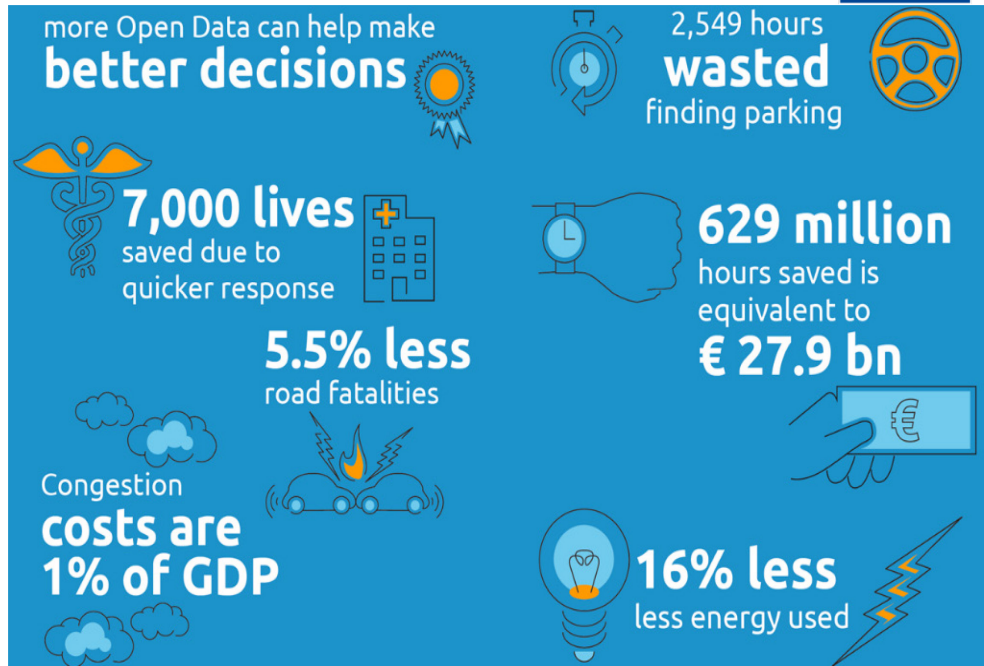 more Open Data can help make
better decisions
2,549 hours
wasted
finding parking
7,000 lives
saved due to
quicker response
629 million
hours saved is
equivalent to
€ 27.9 bn
5.5% less
road fatalities
€
Congestion
costs are
1% of GDP
16% less
less energy used